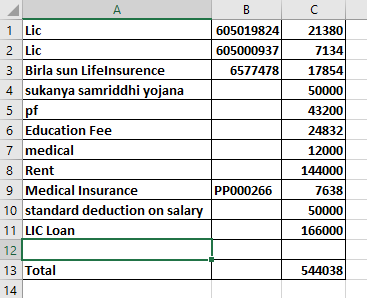 A B C
1 Lic 605019824 21380
2 Lic 605000937 7134
3 Birla sun LifeInsurence 6577478 17854
4 sukanya samriddhi yojana 50000
5 pf 43200
6 Education Fee 24832
7 medical 12000
8 Rent 144000
9 Medical Insurance PP000266 7638
10 standard deduction on salary 50000
11 LIC Loan 166000
12
13 Total 544038
14